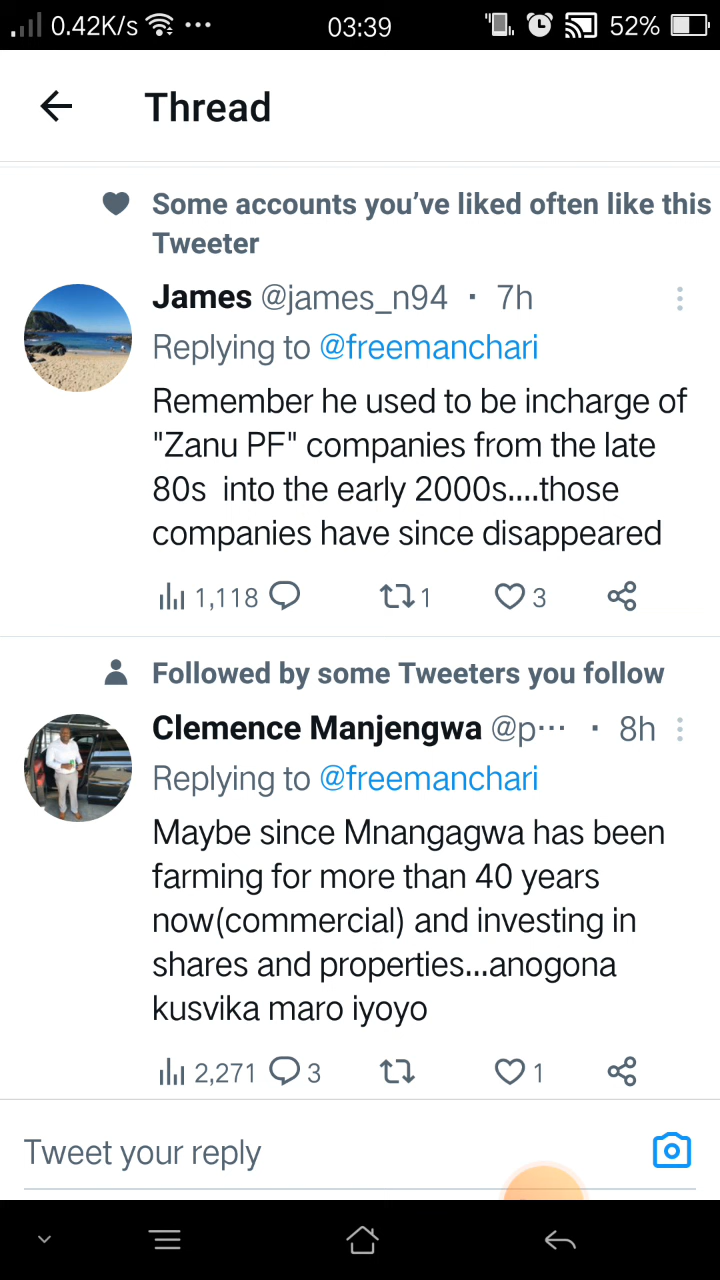 0.42K/s ... 03:39 52%
Thread
Some accounts you've liked often like this
Tweeter
James @james_n94 · 7h
Replying to @freemanchari
Remember he used to be incharge of
"Zanu PF" companies from the late
80s  into the early 2000s....those
companies have since disappeared
1,118 1 3
Followed by some Tweeters you follow
Clemence Manjengwa @p... · 8h
Replying to @freemanchari
Maybe since Mnangagwa has been
farming for more than 40 years
now(commercial) and investing in
shares and properties...anogona
kusvika maro iyoyo
2,271 3 1
Tweet your reply